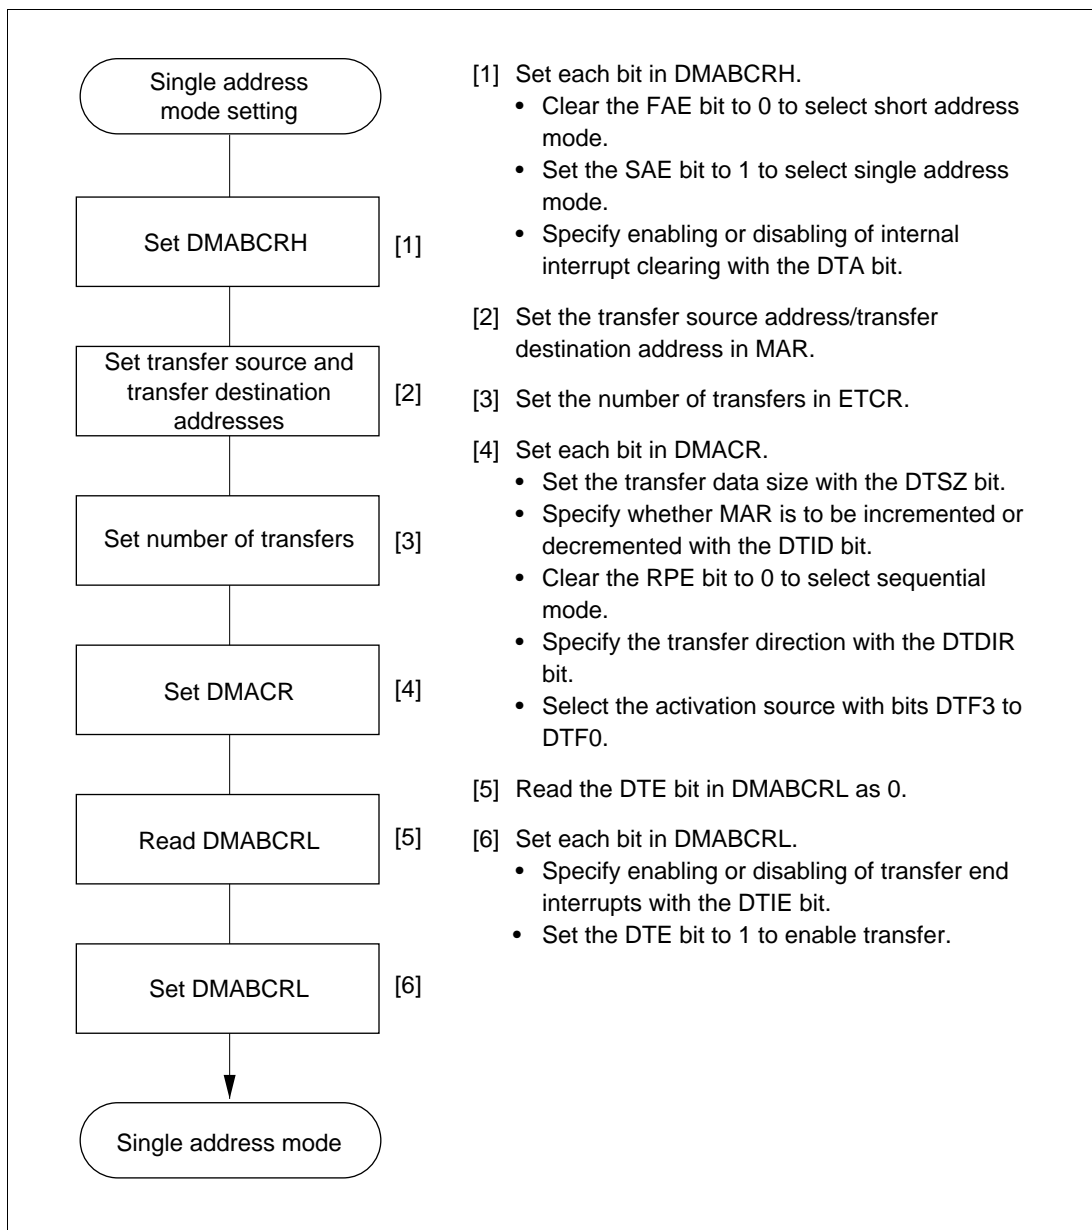 Single address
mode setting
Set DMABCRH
[1]
Set transfer source and
transfer destination
addresses
[2]
Set number of transfers
[3]
Set DMACR
[4]
Read DMABCRL
[5]
Set DMABCRL
[6]
Single address mode
[1] Set each bit in DMABCRH.
• Clear the FAE bit to 0 to select short address
mode.
• Set the SAE bit to 1 to select single address
mode.
• Specify enabling or disabling of internal
interrupt clearing with the DTA bit.
[2] Set the transfer source address/transfer
destination address in MAR.
[3] Set the number of transfers in ETCR.
[4] Set each bit in DMACR.
• Set the transfer data size with the DTSZ bit.
• Specify whether MAR is to be incremented or
decremented with the DTID bit.
• Clear the RPE bit to 0 to select sequential
mode.
• Specify the transfer direction with the DTDIR
bit.
• Select the activation source with bits DTF3 to
DTF0.
[5] Read the DTE bit in DMABCRL as 0.
[6] Set each bit in DMABCRL.
• Specify enabling or disabling of transfer end
interrupts with the DTIE bit.
• Set the DTE bit to 1 to enable transfer.